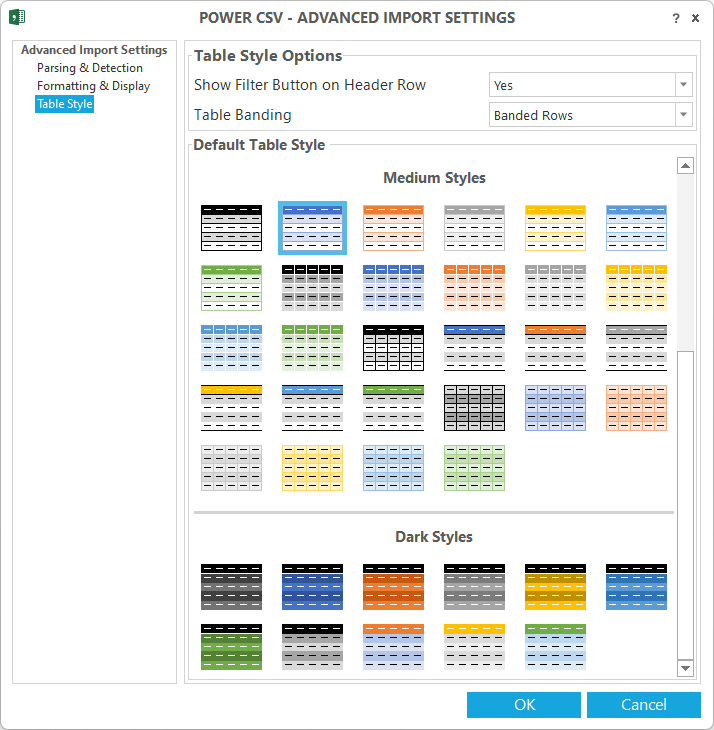 POWER CSV - ADVANCED IMPORT SETTINGS
? x
Advanced Import Settings
Parsing & Detection
Formatting & Display
Table Style
Table Style Options
Show Filter Button on Header Row
Yes
Table Banding
Banded Rows
Default Table Style
Medium Styles
Dark Styles
OK
Cancel